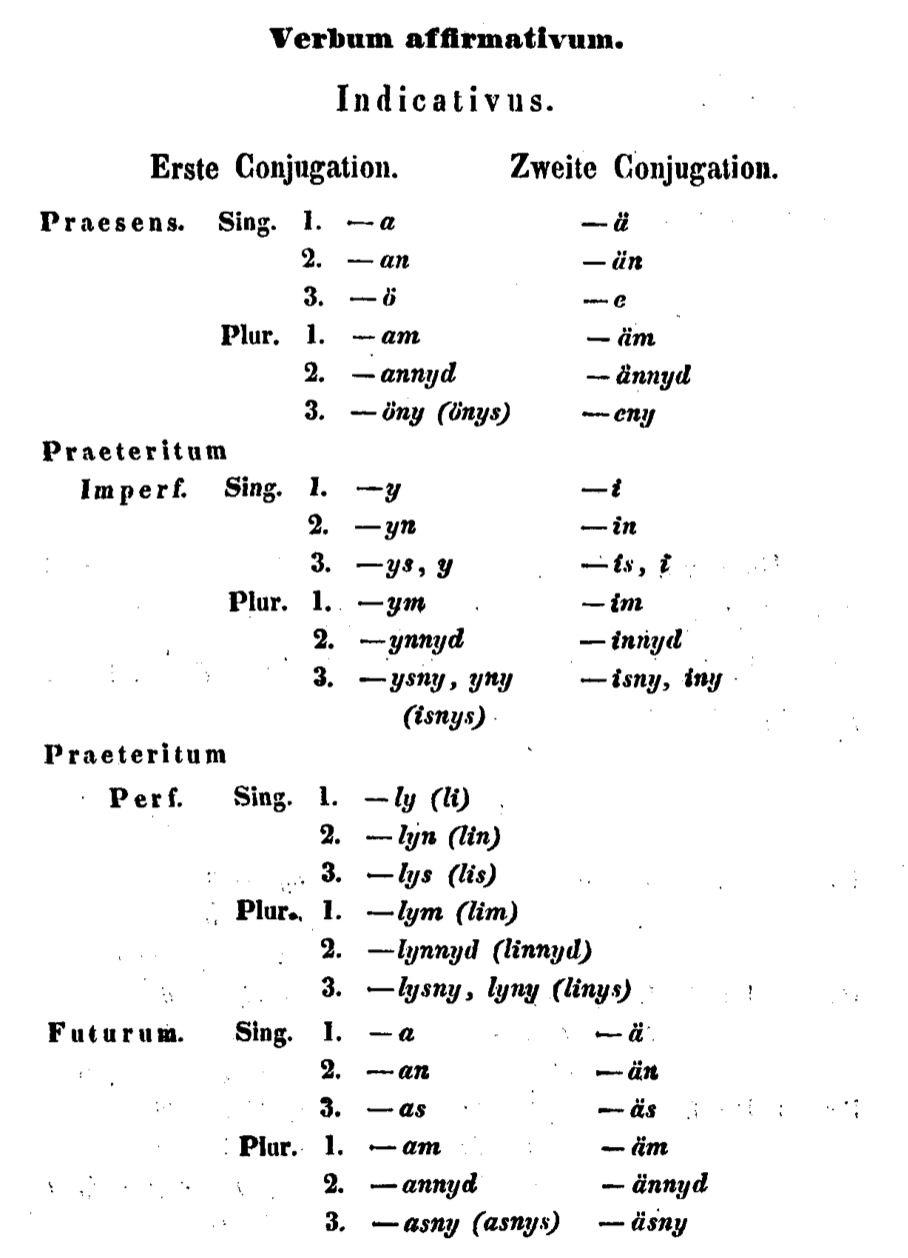 Verbum affirmativum.
Indicativus.
Erste Conjugation. Zweite Conjugation.
Praesens. Sing. 1. —a —ä
2. —an —än
3. —ö —e
Plur. 1. —am —äm
2. —annyd —ännyd
3. —öny (önys) —eny
Praeteritum
Imperf. Sing. 1. —y —i
2. —yn —in
3. —ys, y —is, i
Plur. 1. —ym —im
2. —ynnyd —innyd
3. —ysny, yny —isny, iny
(isnys)
Praeteritum
Perf. Sing. 1. —ly (li)
2. —lyn (lin)
3. —lys (lis)
Plur. 1. —lym (lim)
2. —lynnyd (linnyd)
3. —lysny, lyny (linys)
Futurum. Sing. 1. —a —ä
2. —an —än
3. —as —äs
Plur. 1. —am —äm
2. —annyd —ännyd
3. —asny (asnys) —äsny